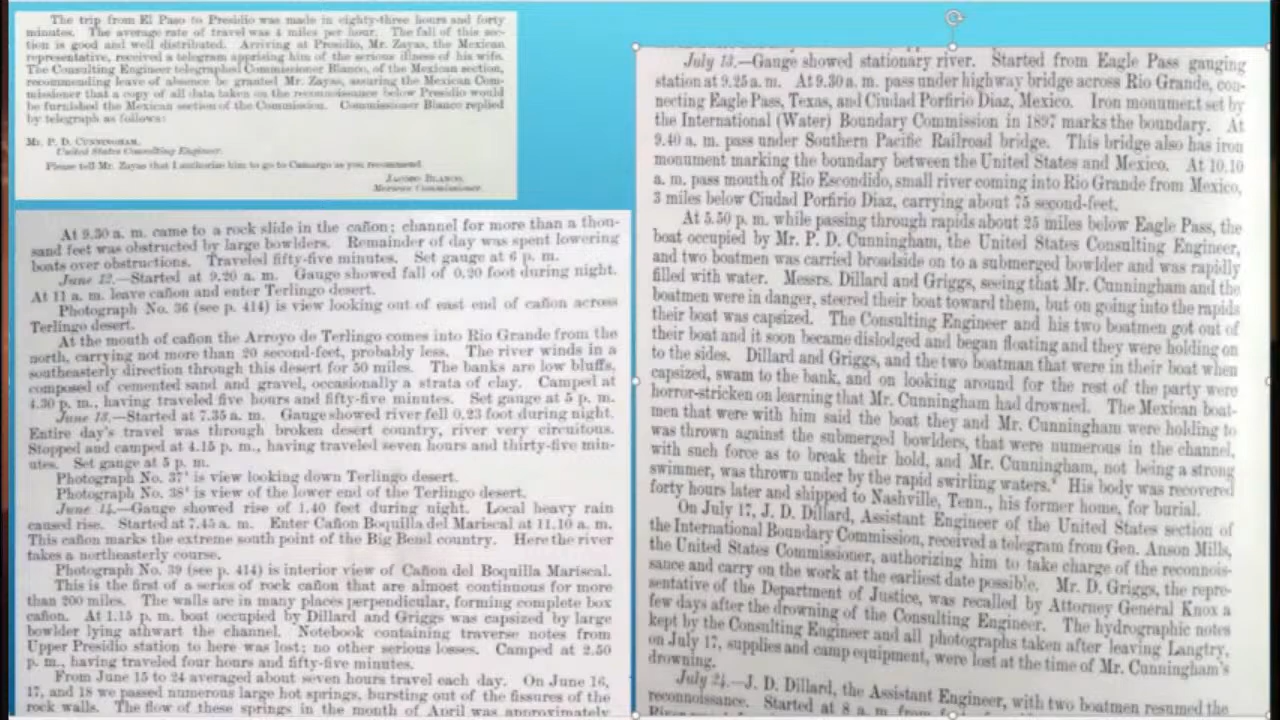 The trip from El Paso to Presidio was made in eighty-three hours and forty
minutes. The average rate of travel was 4 miles per hour. The fall of this sec-
tion is good and well distributed. Arriving at Presidio, Mr. Zayas, the Mexican
representative, received a telegram apprising him of the serious illness of his wife.
The Consulting Engineer telegraphed Commissioner Blanco, of the Mexican section,
recommending leave of absence be granted Mr. Zayas, assuring the Mexican Com-
missioner that a copy of all data taken on the reconnoissance below Presidio would
be furnished the Mexican section of the Commission. Commissioner Blanco replied
by telegraph as follows:
Mr. P. D. CUNNINGHAM,
United States Consulting Engineer.
Please tell Mr. Zayas that I authorize him to go to Camargo as you recommend.
JACOBO BLANCO,
Mexican Commissioner.
At 9.30 a. m. came to a rock slide in the cañon; channel for more than a thou-
sand feet was obstructed by large bowlders. Remainder of day was spent lowering
boats over obstructions. Traveled fifty-five minutes. Set gauge at 6 p. m.
June 12.—Started at 9.20 a. m. Gauge showed fall of 0.20 foot during night.
At 11 a. m. leave cañon and enter Terlingo desert.
Photograph No. 36 (see p. 414) is view looking out of east end of cañon across
Terlingo desert.
At the mouth of cañon the Arroyo de Terlingo comes into Rio Grande from the
north, carrying not more than 20 second-feet, probably less. The river winds in a
southeasterly direction through this desert for 50 miles. The banks are low bluffs,
composed of cemented sand and gravel, occasionally a strata of clay. Camped at
4.30 p. m., having traveled five hours and fifty-five minutes. Set gauge at 5 p. m.
June 13.—Started at 7.35 a. m. Gauge showed river fell 0.23 foot during night.
Entire day's travel was through broken desert country, river very circuitous.
Stopped and camped at 4.15 p. m., having traveled seven hours and thirty-five min-
utes. Set gauge at 5 p. m.
Photograph No. 37¹ is view looking down Terlingo desert.
Photograph No. 38¹ is view of the lower end of the Terlingo desert.
June 14.—Gauge showed rise of 1.40 foot during night. Local heavy rain
caused rise. Started at 7.45 a. m. Enter Cañon Boquilla del Mariscal at 11.10 a. m.
This cañon marks the extreme south point of the Big Bend country. Here the river
takes a northeasterly course.
Photograph No. 39 (see p. 414) is interior view of Cañon del Boquilla Mariscal.
This is the first of a series of rock cañon that are almost continuous for more
than 200 miles. The walls are in many places perpendicular, forming complete box
cañon. At 1.15 p. m. boat occupied by Dillard and Griggs was capsized by large
bowlder lying athwart the channel. Notebook containing traverse notes from
Upper Presidio station to here was lost; no other serious losses. Camped at 2.50
p. m., having traveled four hours and fifty-five minutes.
From June 15 to 24 averaged about seven hours travel each day. On June 16,
17, and 18 we passed numerous large hot springs, bursting out of the fissures of the
rock walls. The flow of these springs in the month of April was approximately
July 13.—Gauge showed stationary river. Started from Eagle Pass gauging
station at 9.25 a. m. At 9.30 a. m. pass under highway bridge across Rio Grande, con-
necting Eagle Pass, Texas, and Ciudad Porfirio Diaz, Mexico. Iron monument set by
the International (Water) Boundary Commission in 1897 marks the boundary. At
9.40 a. m. pass under Southern Pacific Railroad bridge. This bridge also has iron
monument marking the boundary between the United States and Mexico. At 10.10
a. m. pass mouth of Rio Escondido, small river coming into Rio Grande from Mexico,
3 miles below Ciudad Porfirio Diaz, carrying about 75 second-feet.
At 5.50 p. m. while passing through rapids about 25 miles below Eagle Pass, the
boat occupied by Mr. P. D. Cunningham, the United States Consulting Engineer,
and two boatmen was carried broadside on to a submerged bowlder and was rapidly
filled with water. Messrs. Dillard and Griggs, seeing that Mr. Cunningham and the
boatmen were in danger, steered their boat toward them, but on going into the rapids
their boat was capsized. The Consulting Engineer and his two boatmen got out of
their boat and it soon became dislodged and began floating and they were holding on
to the sides. Dillard and Griggs, and the two boatman that were in their boat when
capsized, swam to the bank, and on looking around for the rest of the party were
horror-stricken on learning that Mr. Cunningham had drowned. The Mexican boat-
men that were with him said the boat they and Mr. Cunningham were holding to
was thrown against the submerged bowlders, that were numerous in the channel,
with such force as to break their hold, and Mr. Cunningham, not being a strong
swimmer, was thrown under by the rapid swirling waters. His body was recovered
forty hours later and shipped to Nashville, Tenn., his former home, for burial.
On July 17, J. D. Dillard, Assistant Engineer of the United States section of
the International Boundary Commission, received a telegram from Gen. Anson Mills,
the United States Commissioner, authorizing him to take charge of the reconnois-
sance and carry on the work at the earliest date possible. Mr. D. Griggs, the repre-
sentative of the Department of Justice, was recalled by Attorney General Knox a
few days after the drowning of the Consulting Engineer. The hydrographic notes
kept by the Consulting Engineer and all photographs taken after leaving Langtry,
on July 17, supplies and camp equipment, were lost at the time of Mr. Cunningham's
drowning.
July 24.—J. D. Dillard, the Assistant Engineer, with two boatmen resumed the
reconnoissance. Started at 8 a. m. from